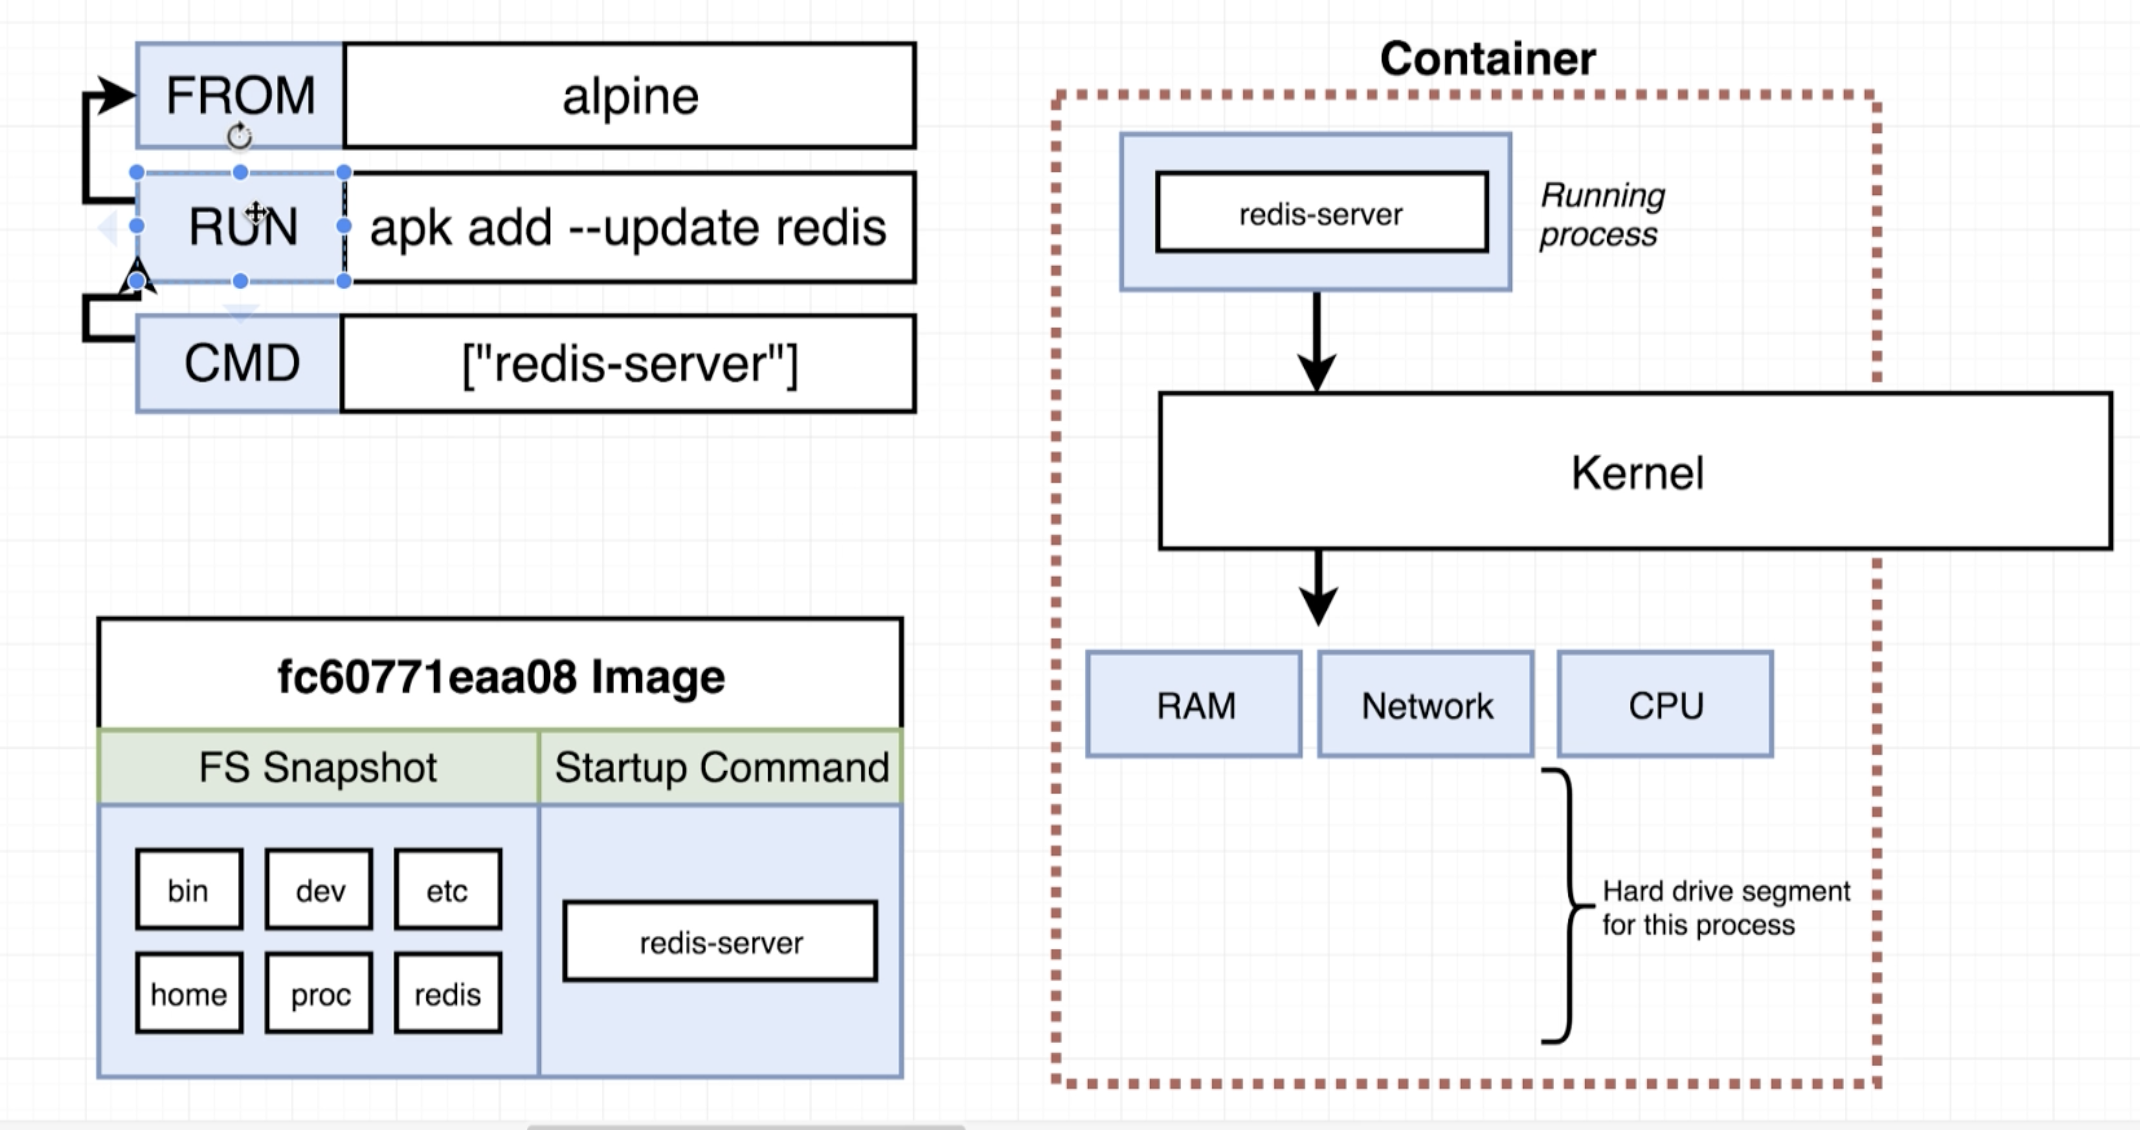 FROM alpine
RUN apk add --update redis
CMD ["redis-server"]
fc60771eaa08 Image
FS Snapshot Startup Command
bin dev etc
home proc redis
redis-server
Container
redis-server
Running
process
Kernel
RAM Network CPU
Hard drive segment
for this process